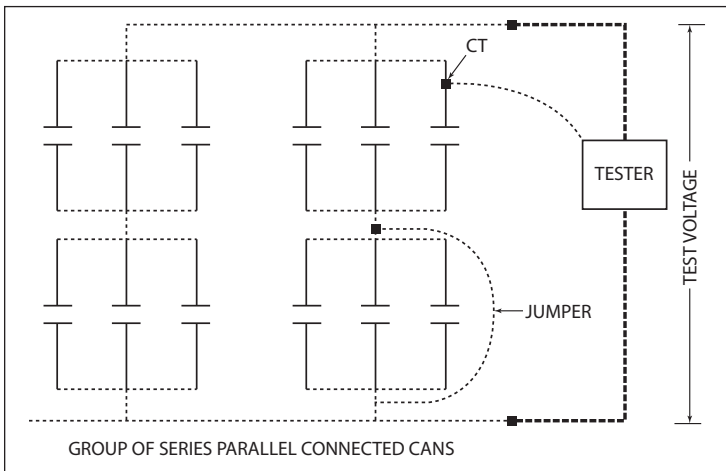 CT
TESTER
TEST VOLTAGE
JUMPER
GROUP OF SERIES PARALLEL CONNECTED CANS